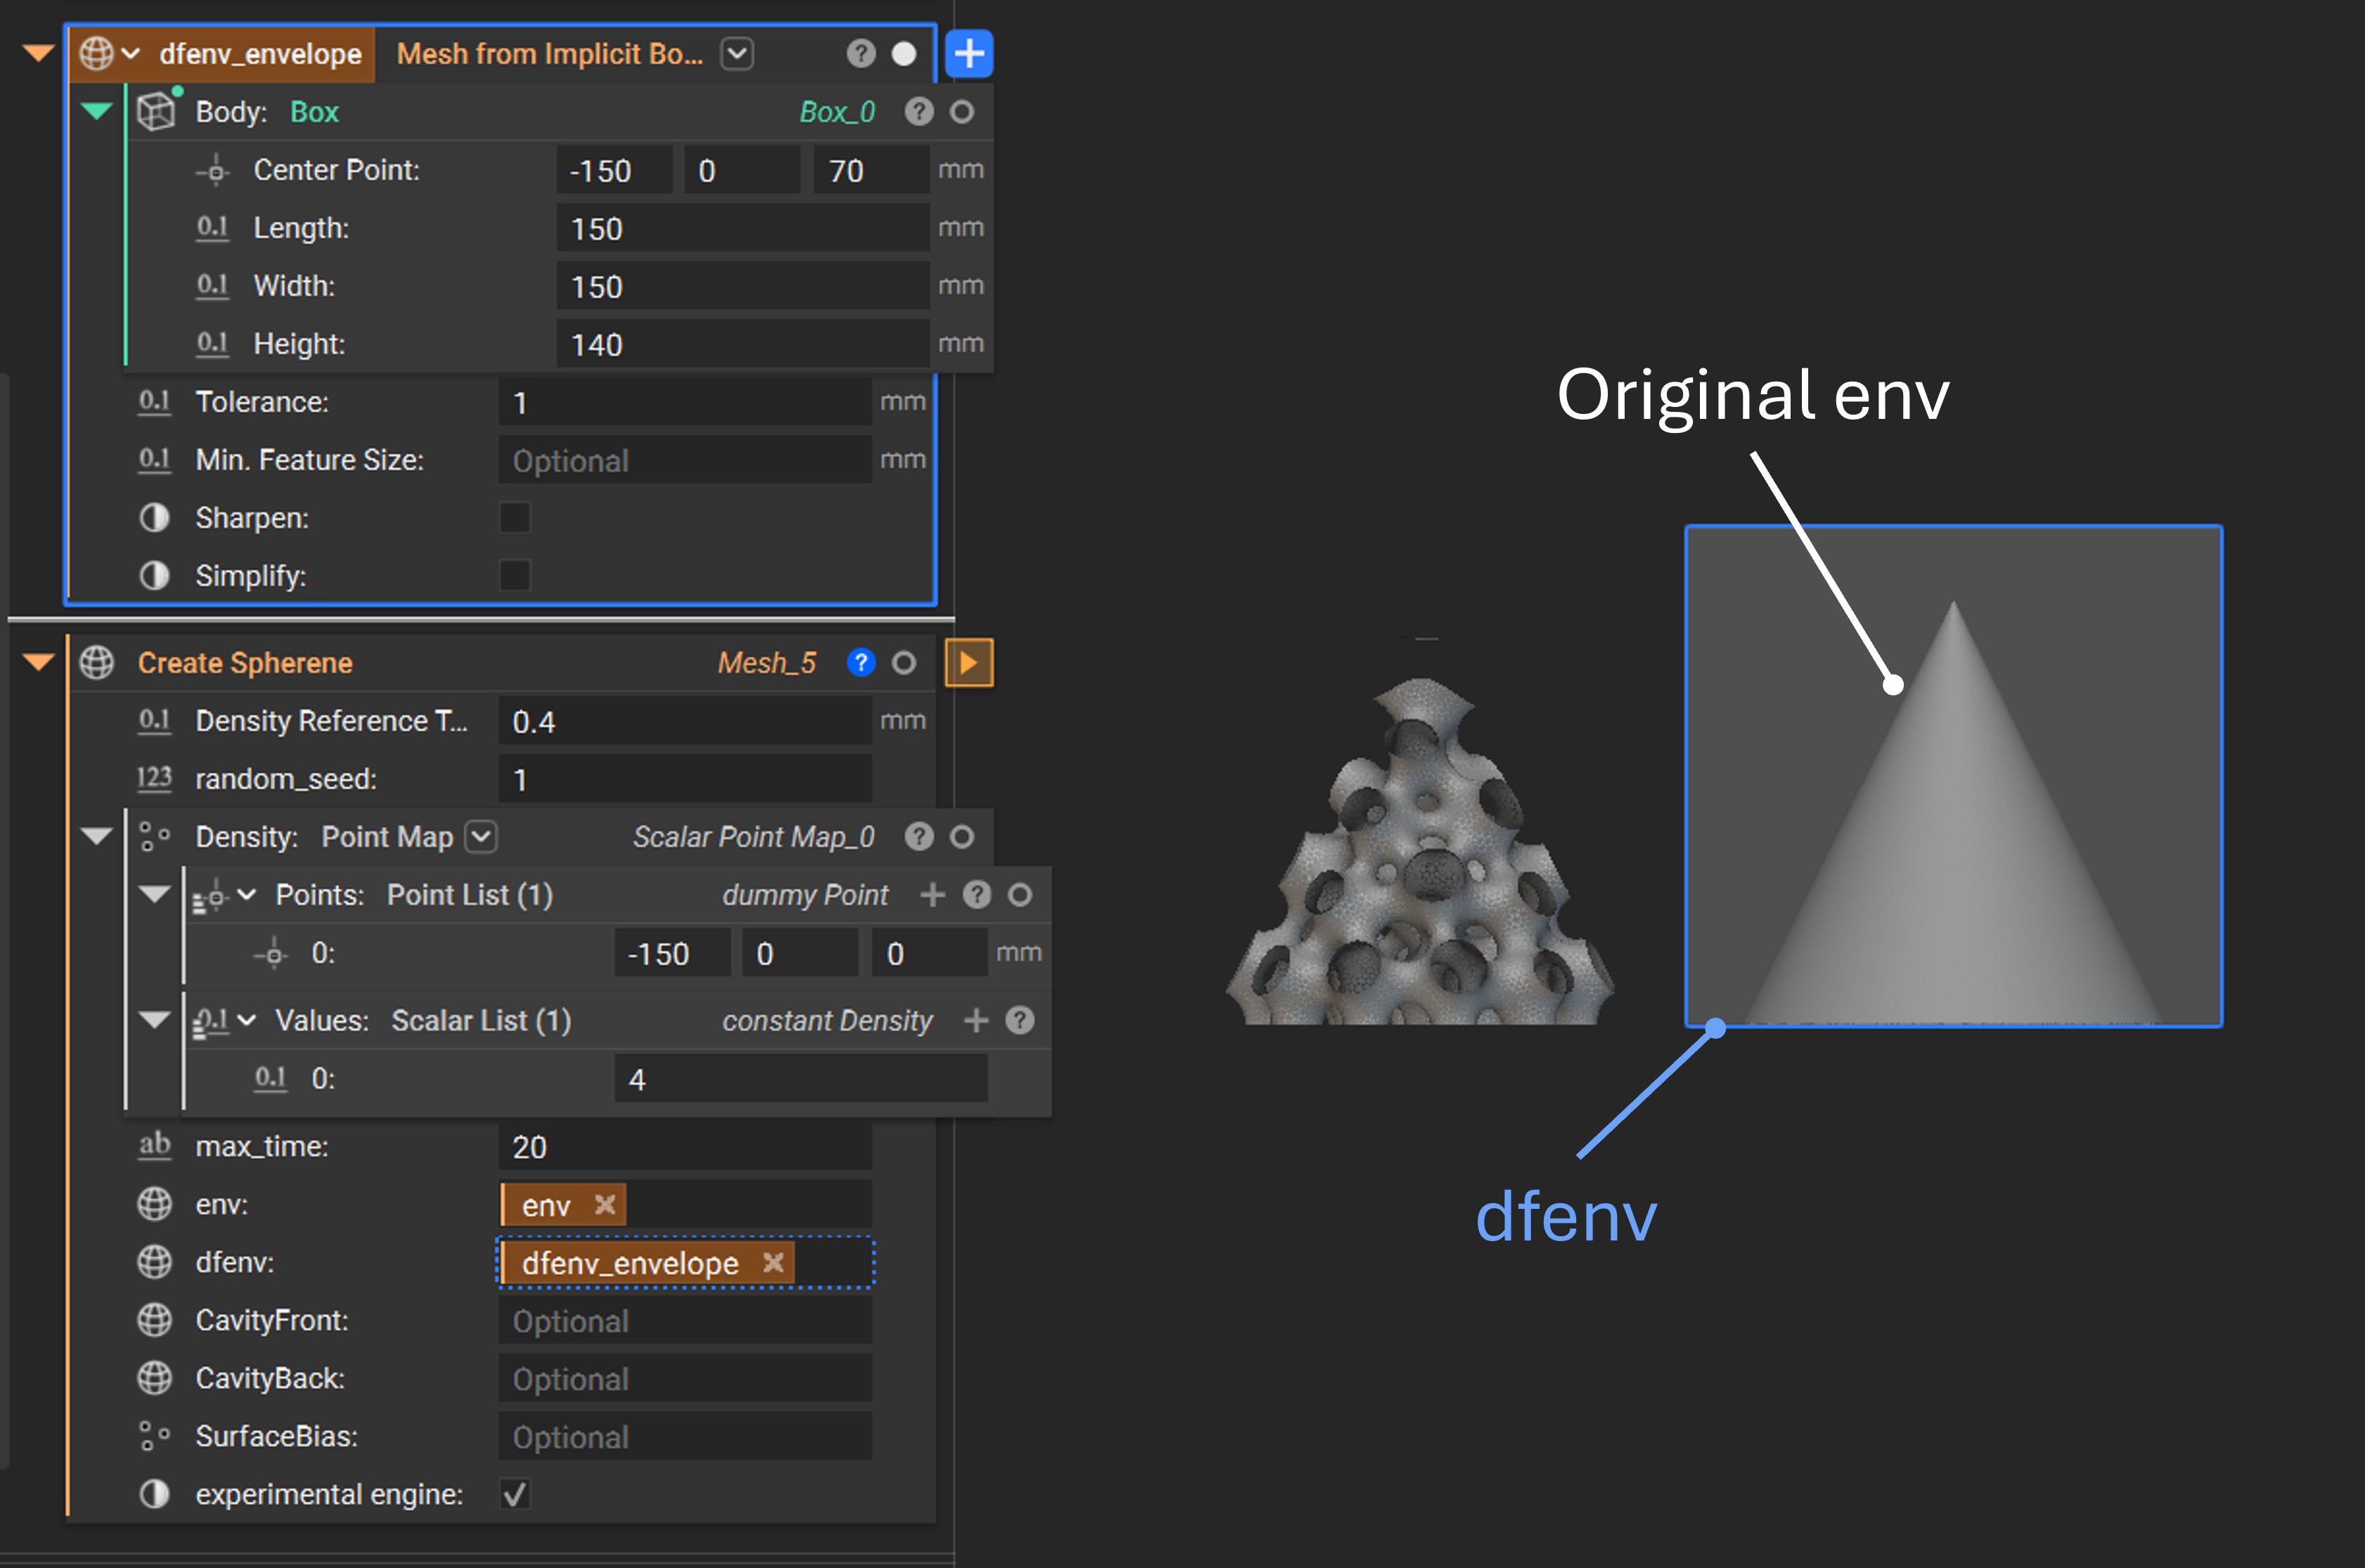 dfenv_envelope Mesh from Implicit Bo... ?
Body: Box Box_0 ?
Center Point: -150 0 70 mm
0.1 Length: 150 mm
0.1 Width: 150 mm
0.1 Height: 140 mm
0.1 Tolerance: 1 mm
0.1 Min. Feature Size: Optional mm
Sharpen:
Simplify:
Create Spherene Mesh_5 ?
0.1 Density Reference T... 0.4 mm
123 random_seed: 1
Density: Point Map Scalar Point Map_0 ?
Points: Point List (1) dummy Point + ?
0: -150 0 0 mm
0.1 Values: Scalar List (1) constant Density + ?
0.1 0: 4
ab max_time: 20
env: env
dfenv: dfenv_envelope
CavityFront: Optional
CavityBack: Optional
SurfaceBias: Optional
experimental engine:
Original env
dfenv